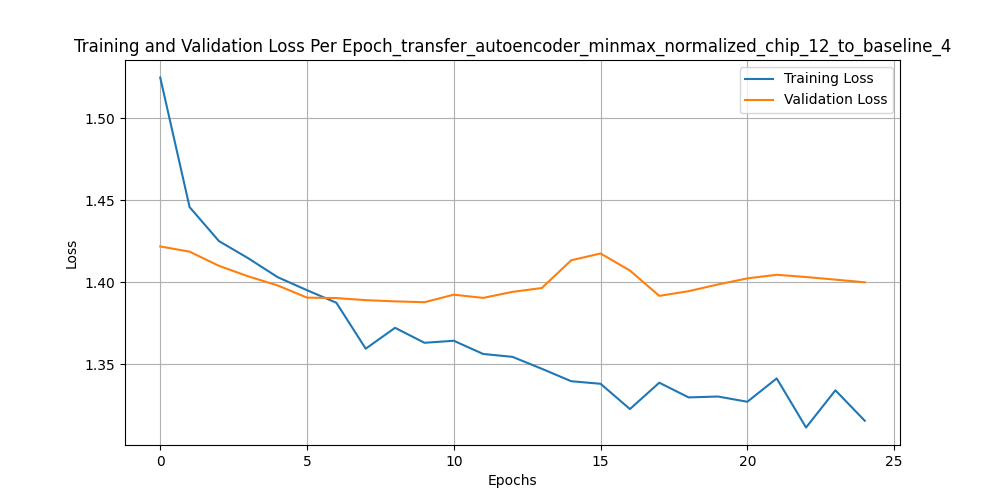 Training and Validation Loss Per Epoch_transfer_autoencoder_minmax_normalized_chip_12_to_baseline_4
Training Loss
Validation Loss
1.50
1.45
1.40
1.35
Loss
0 5 10 15 20 25
Epochs